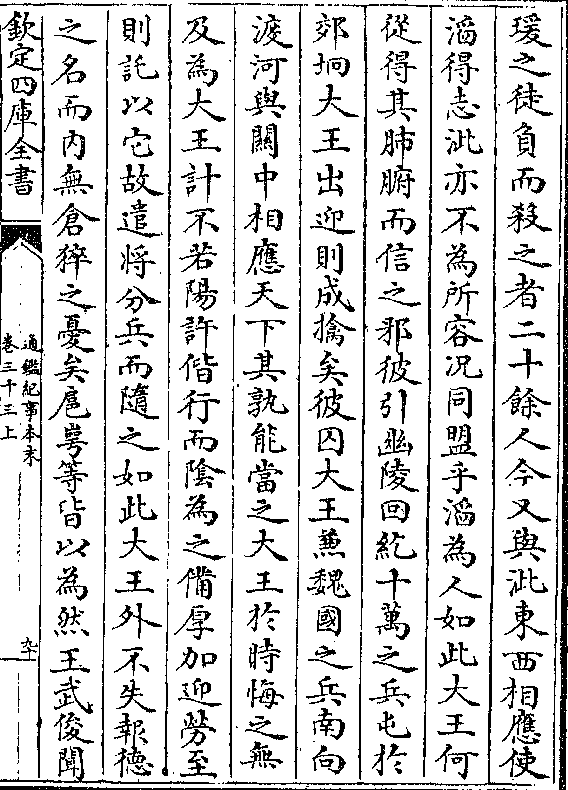 瑗之徒負而殺之者二十餘人今又與泚東西相應使
滔得志泚亦不為所容況同盟乎滔為人如此大王何
從得其肺腑而信之邪彼引幽陵回紇十萬之兵屯於
郊坰大王出迎則成擒矣彼囚大王兼魏國之兵南向
渡河與關中相應天下其孰能當之大王於時悔之無
及為大王計不若陽許偕行而陰為之備厚加迎勞至
則託以它故遣將分兵而隨之如此大王外不失報德
之名而內無倉猝之憂矣扈崿等皆以為然王武俊聞
欽定四庫全書
通鑑紀事本末
卷三十三上
九十